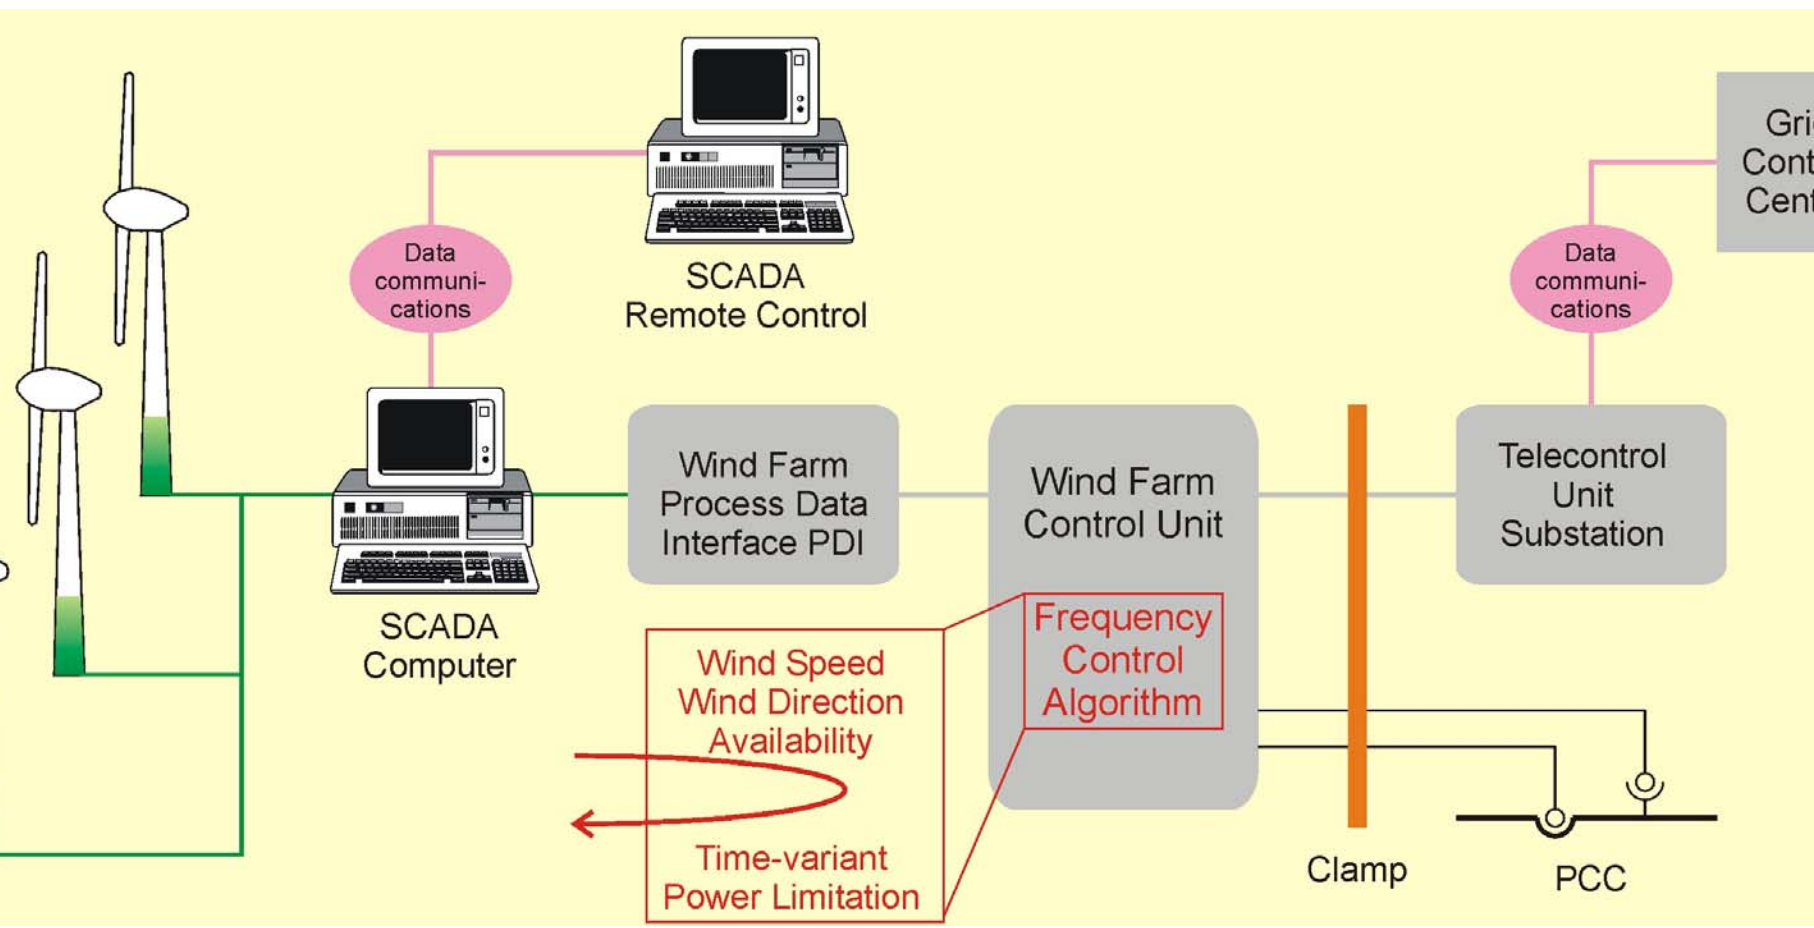 Data
communi-
cations
SCADA
Remote Control
SCADA
Computer
Wind Farm
Process Data
Interface PDI
Wind Farm
Control Unit
Frequency
Control
Algorithm
Wind Speed
Wind Direction
Availability
Time-variant
Power Limitation
Clamp
PCC
Telecontrol
Unit
Substation
Data
communi-
cations